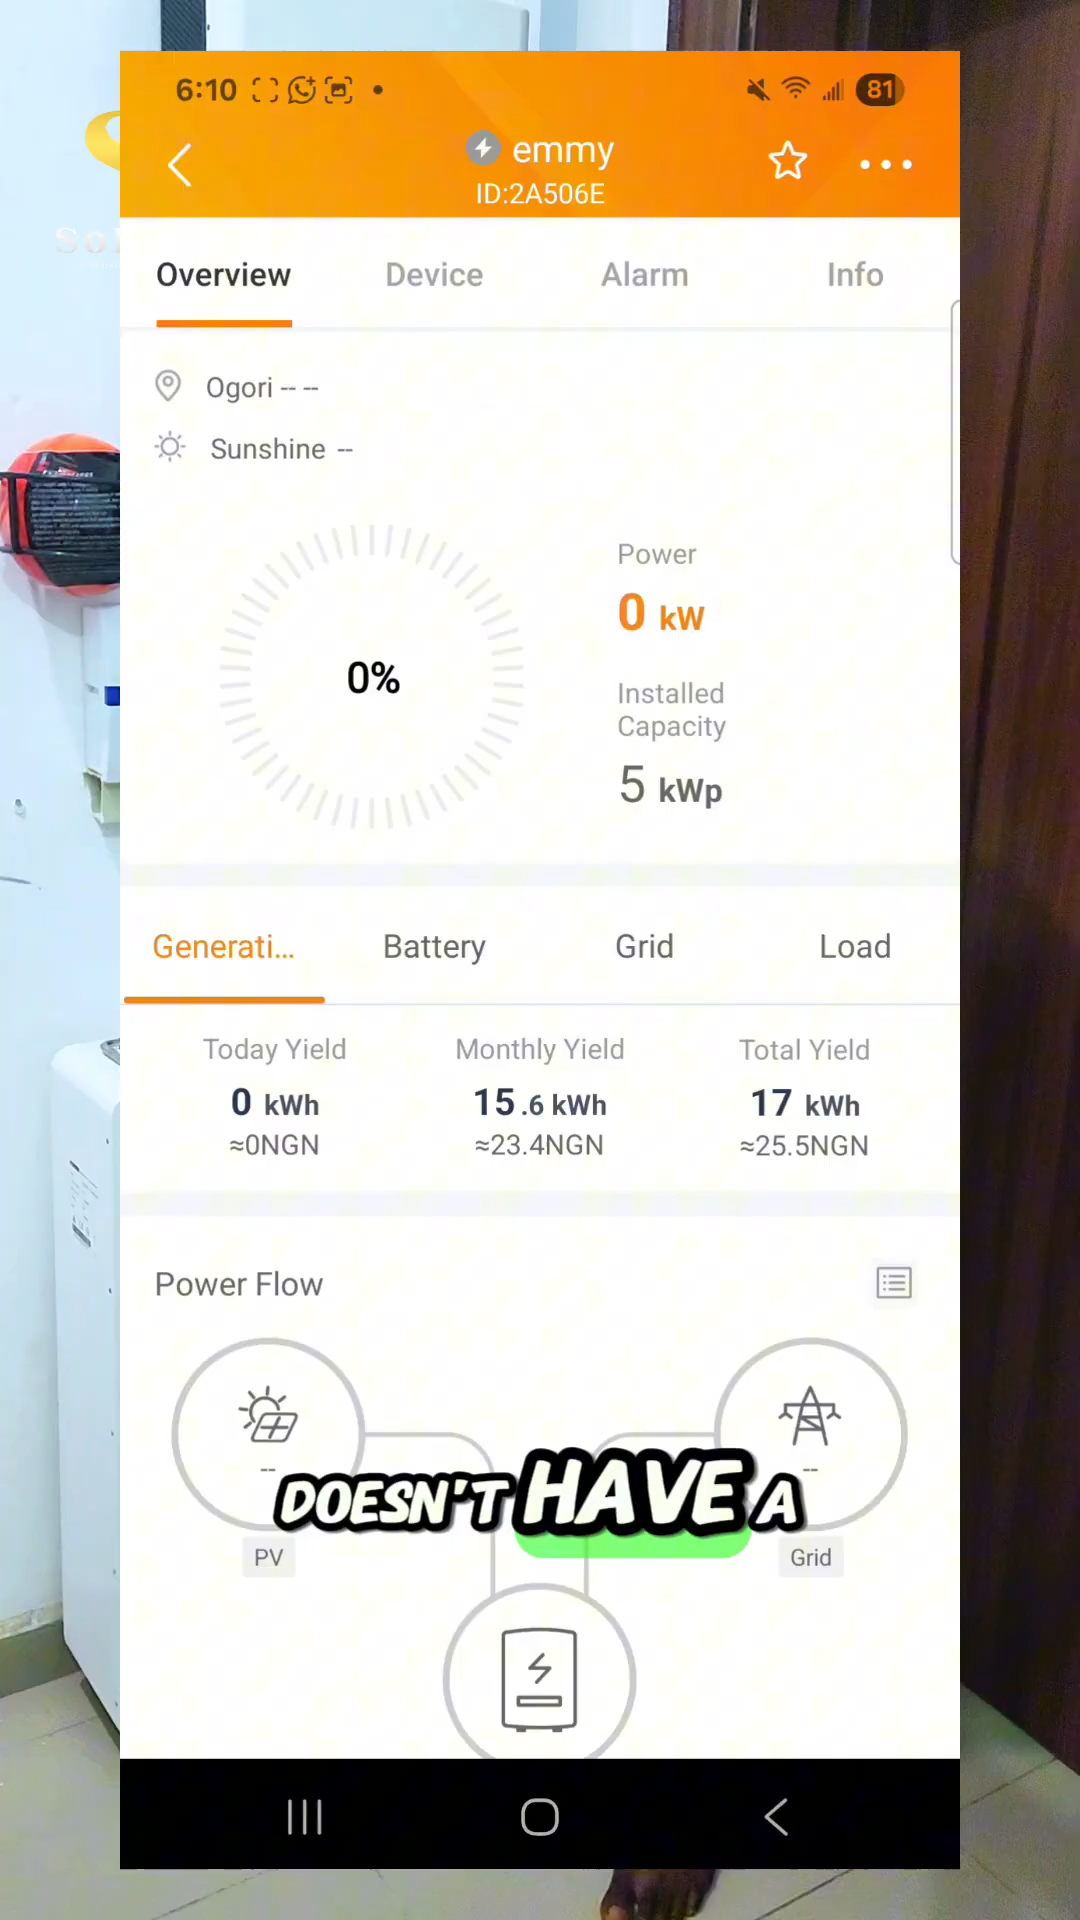 6:10
81
emmy
ID:2A506E
Sol
Overview Device Alarm Info
Ogori -- --
Sunshine --
0%
Power
0 kW
Installed
Capacity
5 kWp
Generati... Battery Grid Load
Today Yield Monthly Yield Total Yield
0 kWh 15.6 kWh 17 kWh
≈0NGN ≈23.4NGN ≈25.5NGN
Power Flow
-- --
DOESN'T HAVE A
PV Grid